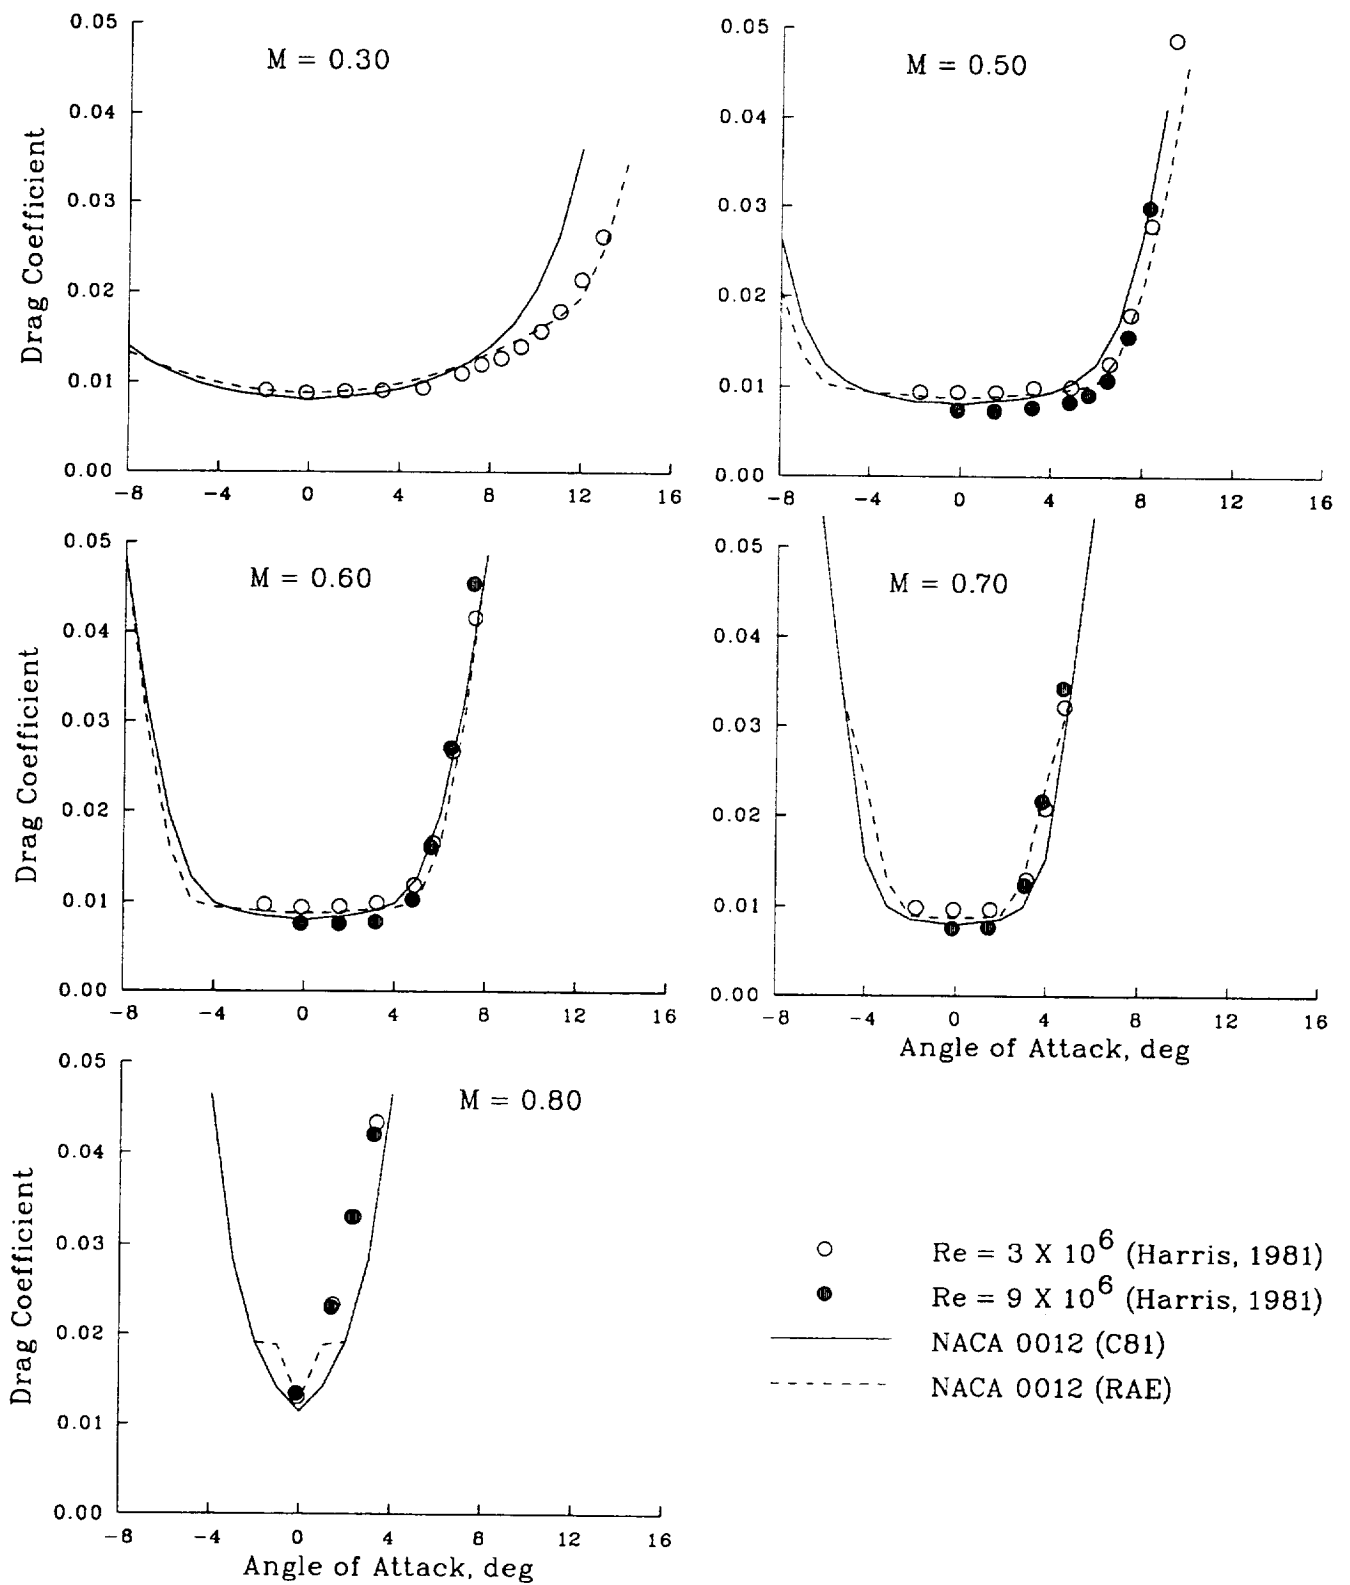 M = 0.30
0.05
0.04
0.03
0.02
0.01
0.00
Drag Coefficient
−8 −4 0 4 8 12 16
M = 0.50
0.05
0.04
0.03
0.02
0.01
0.00
−8 −4 0 4 8 12 16
M = 0.60
0.05
0.04
0.03
0.02
0.01
0.00
Drag Coefficient
−8 −4 0 4 8 12 16
M = 0.70
0.05
0.04
0.03
0.02
0.01
0.00
−8 −4 0 4 8 12 16
Angle of Attack, deg
M = 0.80
0.05
0.04
0.03
0.02
0.01
0.00
Drag Coefficient
−8 −4 0 4 8 12 16
Angle of Attack, deg
Re = 3 X 10⁶ (Harris, 1981)
Re = 9 X 10⁶ (Harris, 1981)
NACA 0012 (C81)
NACA 0012 (RAE)